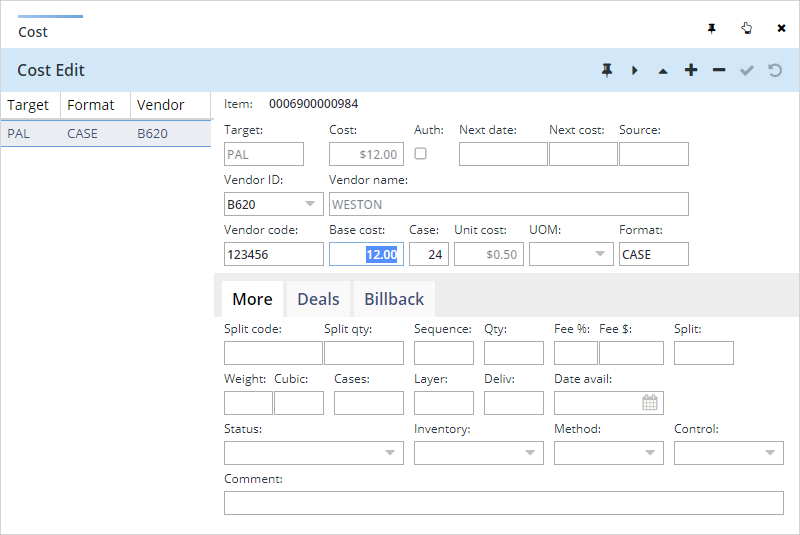 Cost
Cost Edit
Target Format Vendor
PAL CASE B620
Item: 0006900000984
Target: Cost: Auth: Next date: Next cost: Source:
PAL $12.00
Vendor ID: Vendor name:
B620 WESTON
Vendor code: Base cost: Case: Unit cost: UOM: Format:
123456 12.00 24 $0.50 CASE
More Deals Billback
Split code: Split qty: Sequence: Qty: Fee %: Fee $: Split:
Weight: Cubic: Cases: Layer: Deliv: Date avail:
Status: Inventory: Method: Control:
Comment: